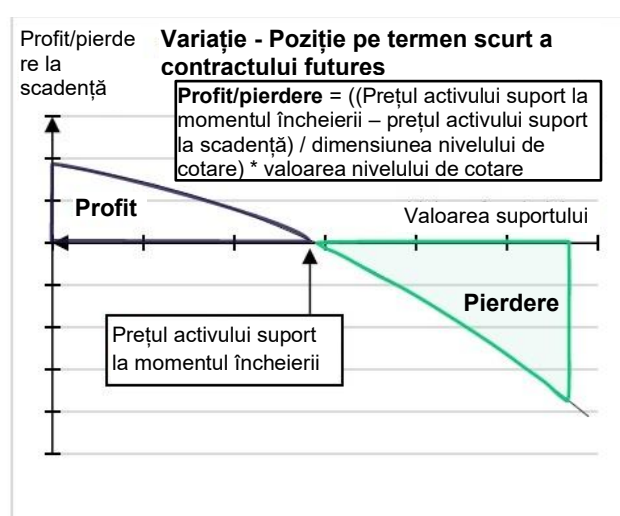 Profit/pierde
re la
scadență
Variație - Poziție pe termen scurt a
contractului futures
Profit/pierdere = ((Prețul activului suport la
momentul încheierii – prețul activului suport
la scadență) / dimensiunea nivelului de
cotare) * valoarea nivelului de cotare
Profit
Valoarea suportului
Pierdere
Prețul activului suport
la momentul încheierii